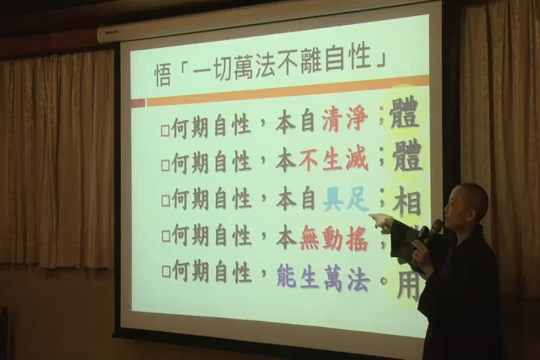 悟「一切萬法不離自性」
□何期自性，本自清淨；體
□何期自性，本不生滅；體
□何期自性，本自具足；相
□何期自性，本無動搖；
□何期自性，能生萬法。用